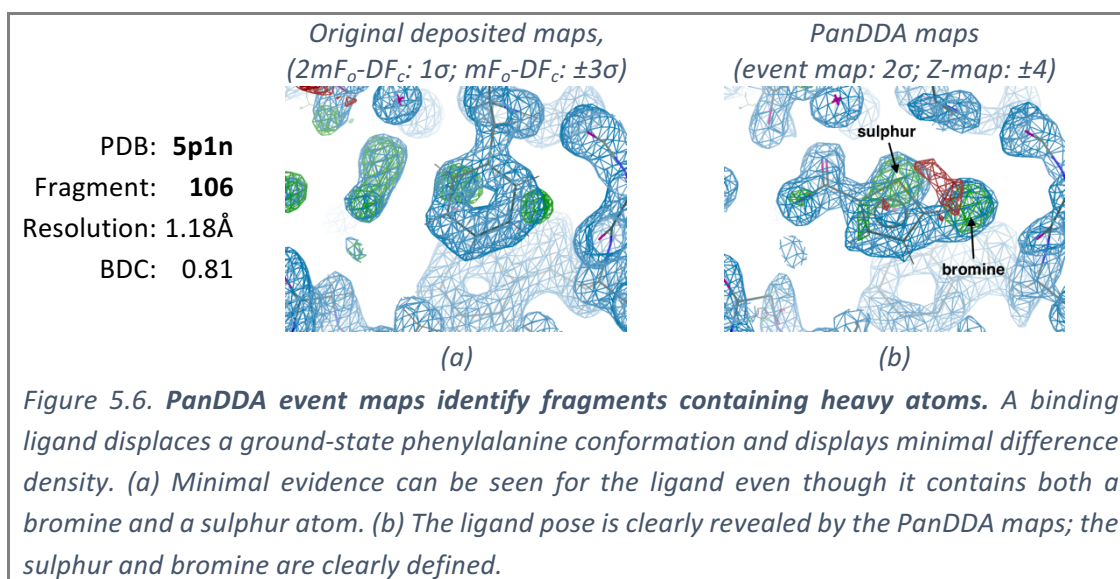 Original deposited maps,
(2mFₒ-DF꜀: 1σ; mFₒ-DF꜀: ±3σ)
PanDDA maps
(event map: 2σ; Z-map: ±4)
PDB: 5p1n
Fragment: 106
Resolution: 1.18Å
BDC: 0.81
sulphur
bromine
(a)
(b)
Figure 5.6. PanDDA event maps identify fragments containing heavy atoms. A binding
ligand displaces a ground-state phenylalanine conformation and displays minimal difference
density. (a) Minimal evidence can be seen for the ligand even though it contains both a
bromine and a sulphur atom. (b) The ligand pose is clearly revealed by the PanDDA maps; the
sulphur and bromine are clearly defined.